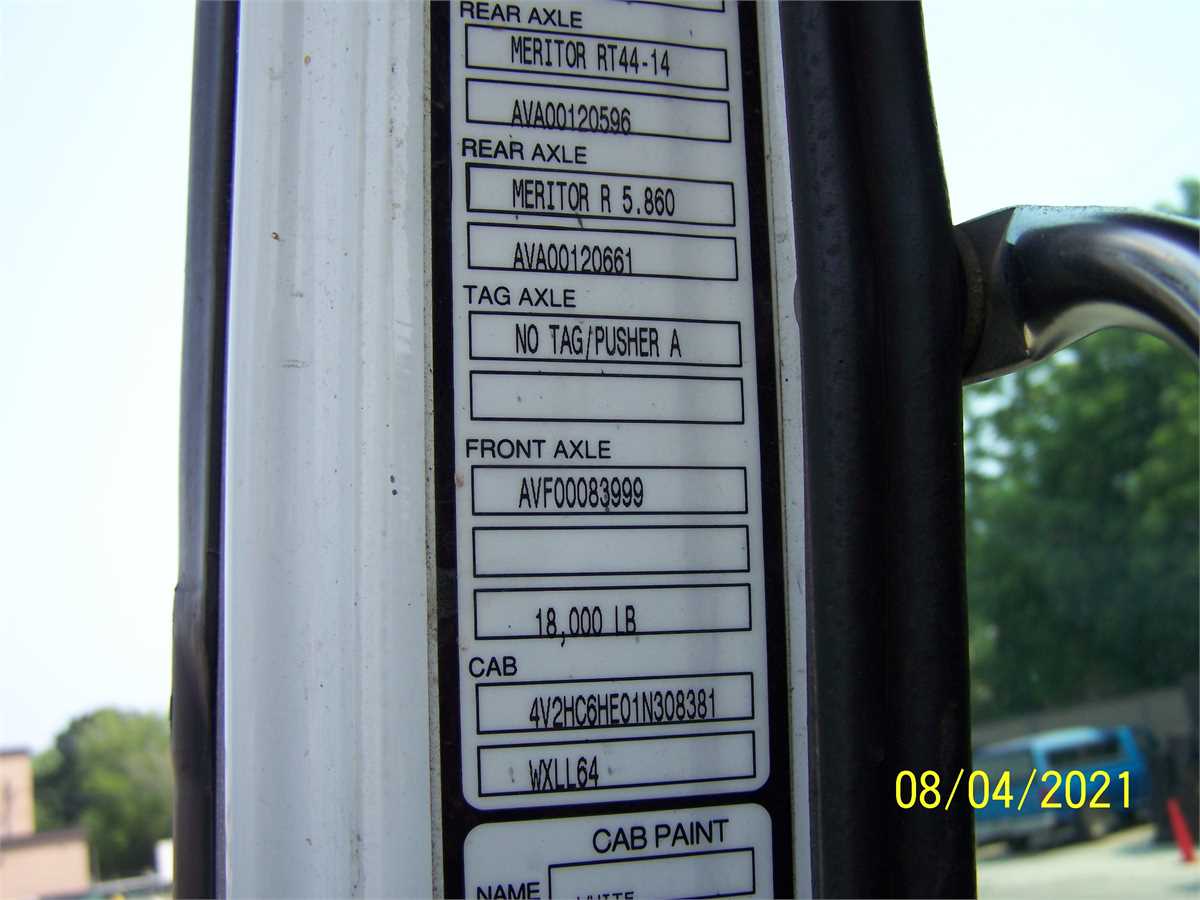 REAR AXLE
MERITOR RT44-14
AVA00120596
REAR AXLE
MERITOR R 5.860
AVA00120661
TAG AXLE
NO TAG/PUSHER A
FRONT AXLE
AVF00083999
18,000 LB
CAB
4V2HC6HE01N308381
WXLL64
CAB PAINT
NAME WHITE
08/04/2021